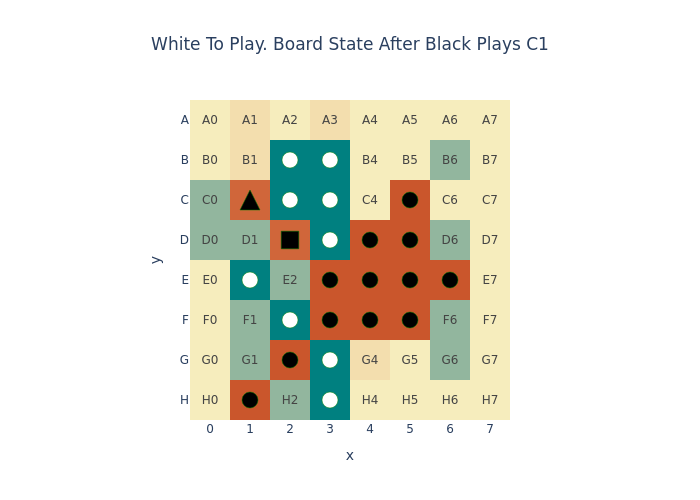 White To Play. Board State After Black Plays C1
A A0 A1 A2 A3 A4 A5 A6 A7
B B0 B1 B4 B5 B6 B7
C C0 C4 C6 C7
D D0 D1 D6 D7
y
E E0 E2 E7
F F0 F1 F6 F7
G G0 G1 G4 G5 G6 G7
H H0 H2 H4 H5 H6 H7
0 1 2 3 4 5 6 7
x